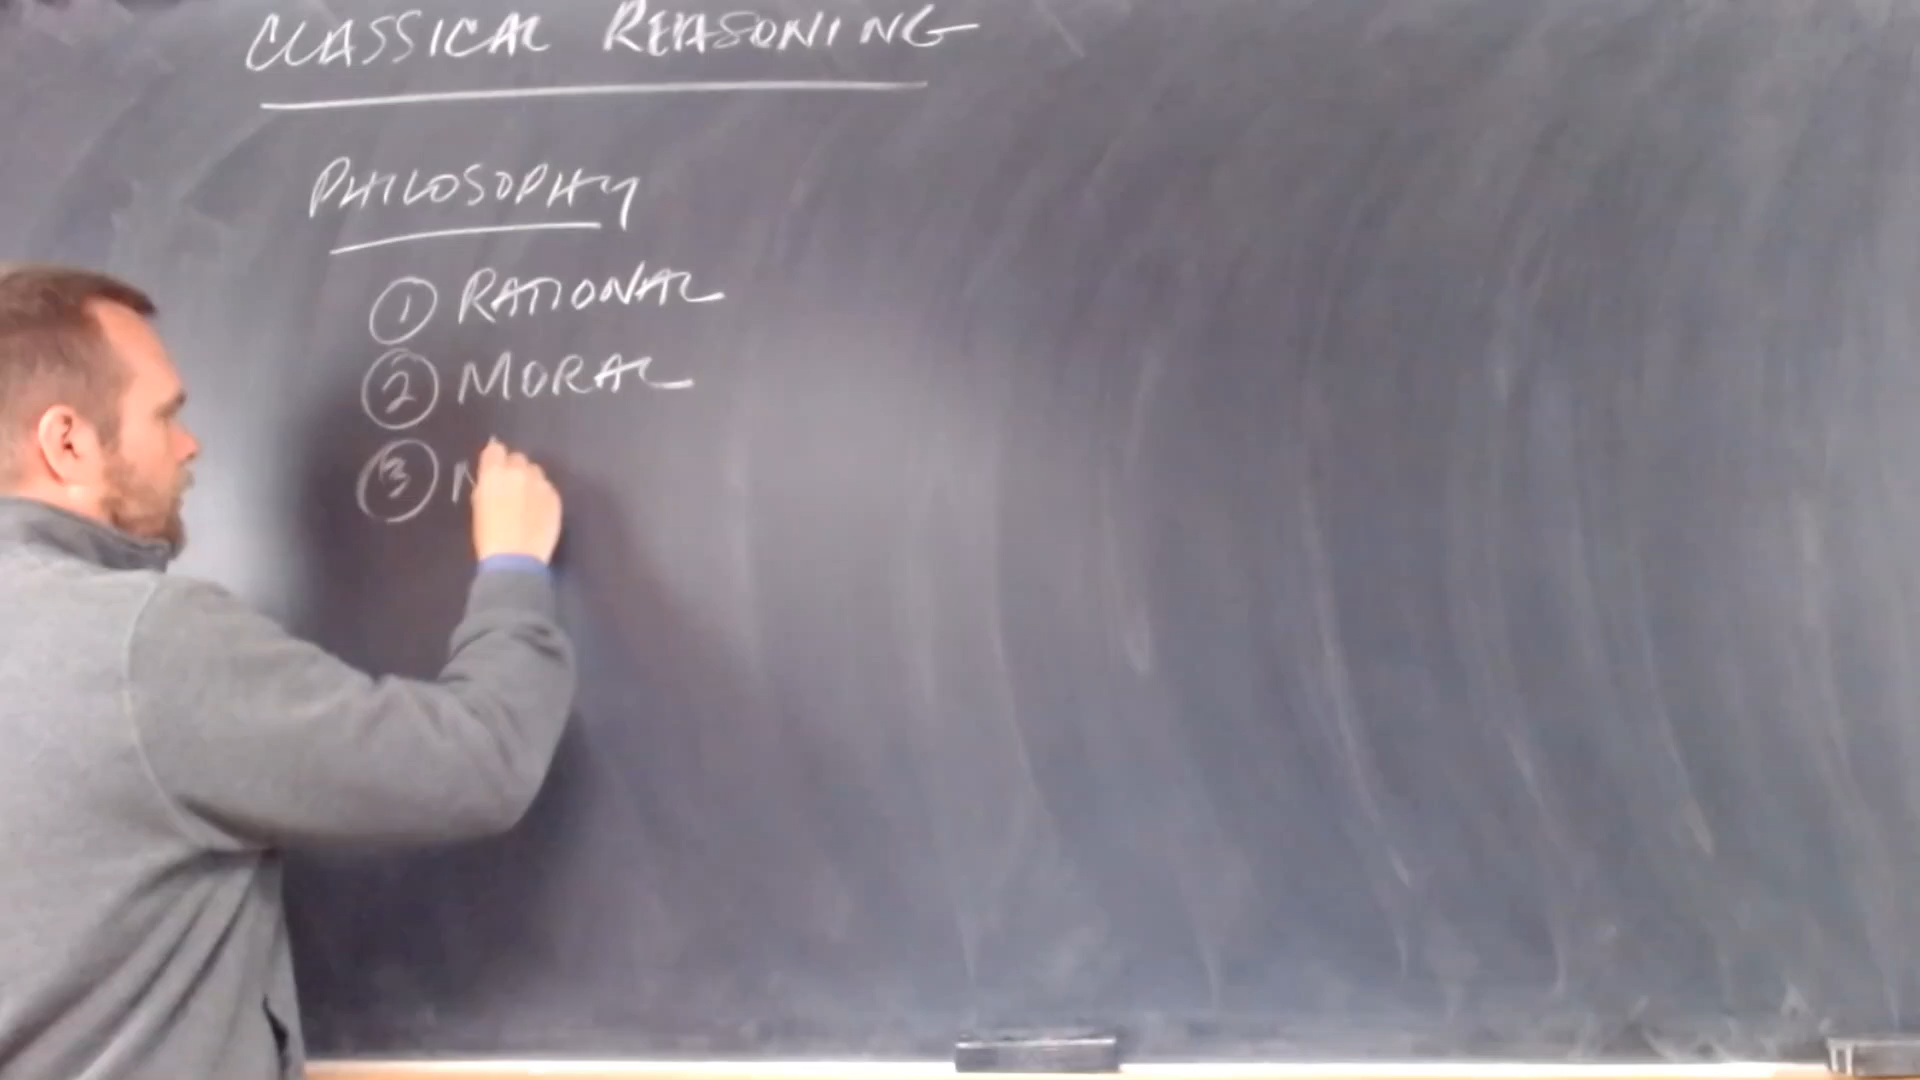 CLASSICAL REASONING
PHILOSOPHY
1 RATIONAL
2 MORAL
3 N